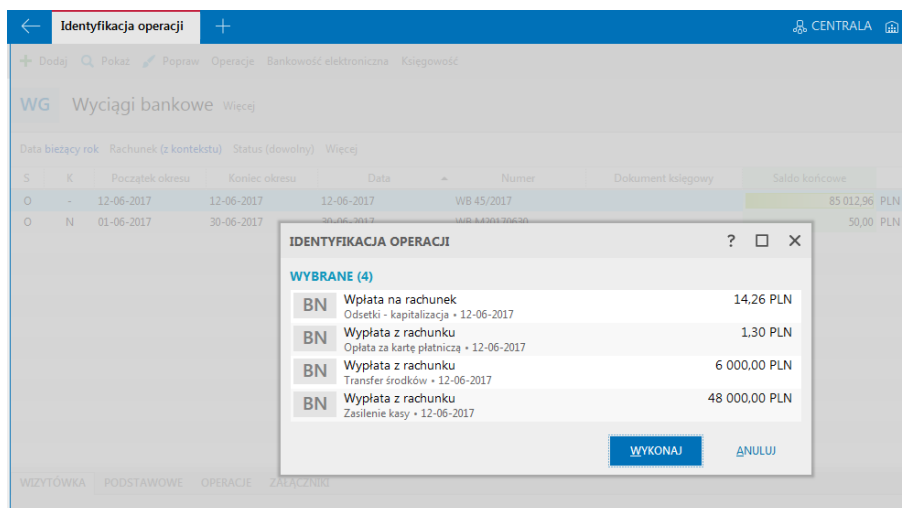 Identyfikacja operacji
CENTRALA
Dodaj Pokaż Popraw Operacje Bankowość elektroniczna Księgowość
WG Wyciągi bankowe Więcej
Data bieżący rok Rachunek (z kontekstu) Status (dowolny) Więcej
S K Początek okresu Koniec okresu Data Numer Dokument księgowy Saldo końcowe
O - 12-06-2017 12-06-2017 12-06-2017 WB 45/2017 85 012,96 PLN
O N 01-06-2017 30-06-2017 30-06-2017 WB M20170630 50,00 PLN
IDENTYFIKACJA OPERACJI ?
WYBRANE (4)
BN Wpłata na rachunek 14,26 PLN
Odsetki - kapitalizacja • 12-06-2017
BN Wypłata z rachunku 1,30 PLN
Opłata za kartę płatniczą • 12-06-2017
BN Wypłata z rachunku 6 000,00 PLN
Transfer środków • 12-06-2017
BN Wypłata z rachunku 48 000,00 PLN
Zasilenie kasy • 12-06-2017
WYKONAJ ANULUJ
WIZYTÓWKA PODSTAWOWE OPERACJE ZAŁĄCZNIKI